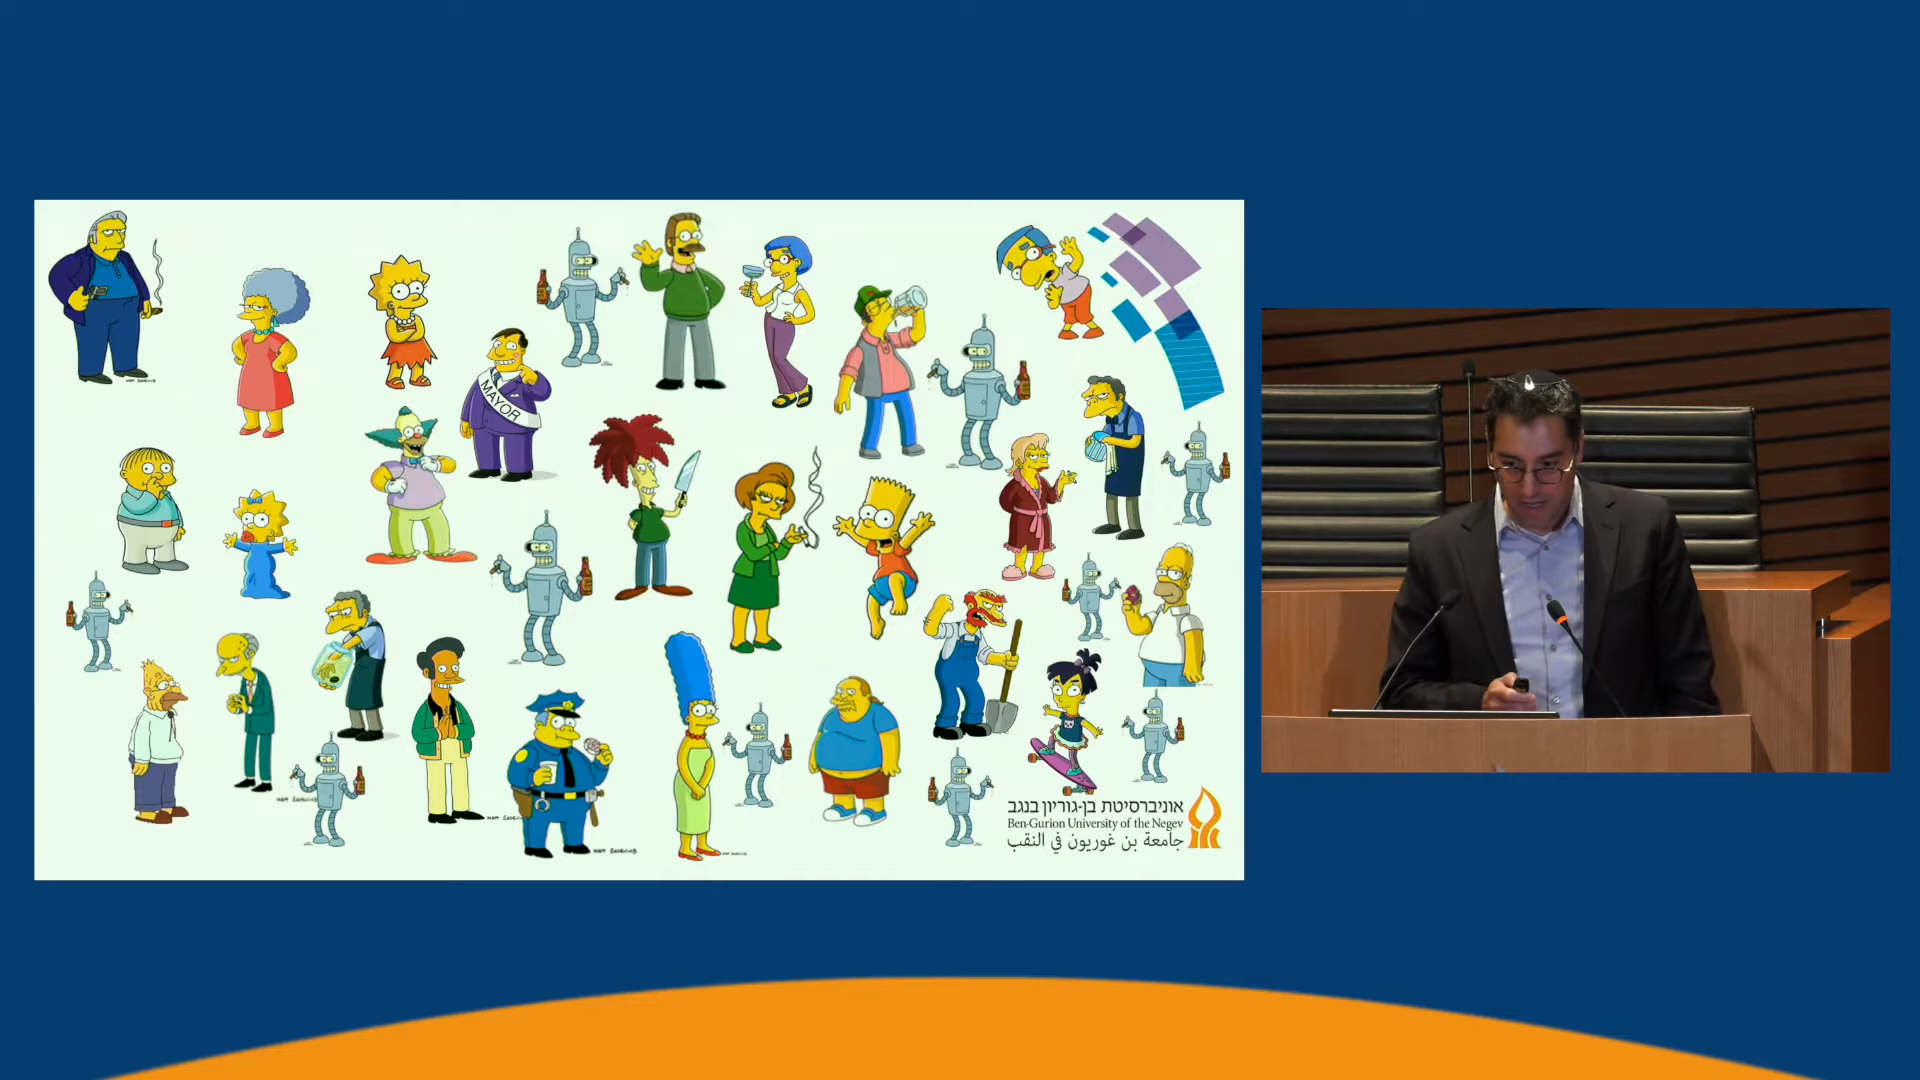 MAYOR
אוניברסיטת בן-גוריון בנגב
Ben-Gurion University of the Negev
جامعة بن غوريون في النقب